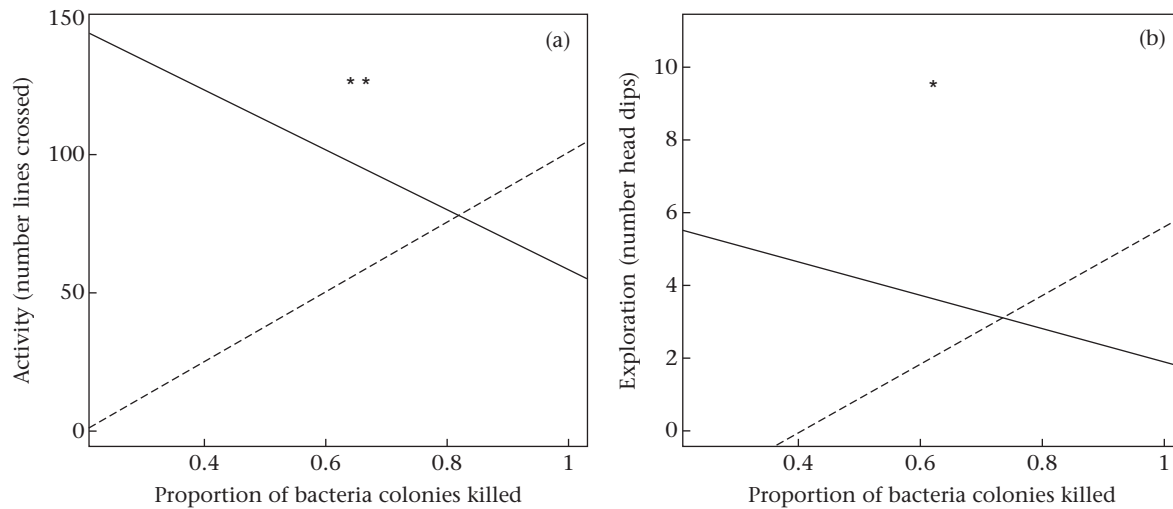 150
100
50
0
Activity (number lines crossed)
(a)
* *
0.4 0.6 0.8 1
Proportion of bacteria colonies killed
10
8
6
4
2
0
Exploration (number head dips)
(b)
*
0.4 0.6 0.8 1
Proportion of bacteria colonies killed